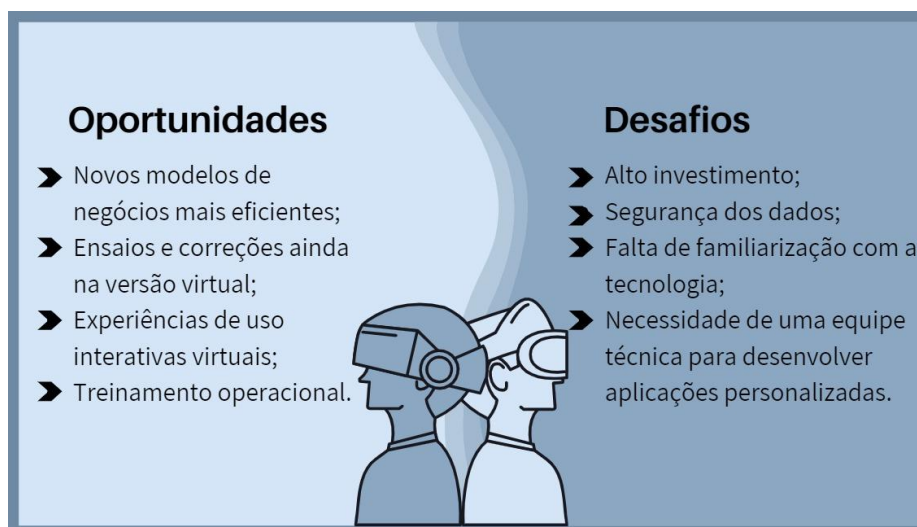 Oportunidades
Novos modelos de
negócios mais eficientes;
Ensaios e correções ainda
na versão virtual;
Experiências de uso
interativas virtuais;
Treinamento operacional.
Desafios
Alto investimento;
Segurança dos dados;
Falta de familiarização com a
tecnologia;
Necessidade de uma equipe
técnica para desenvolver
aplicações personalizadas.